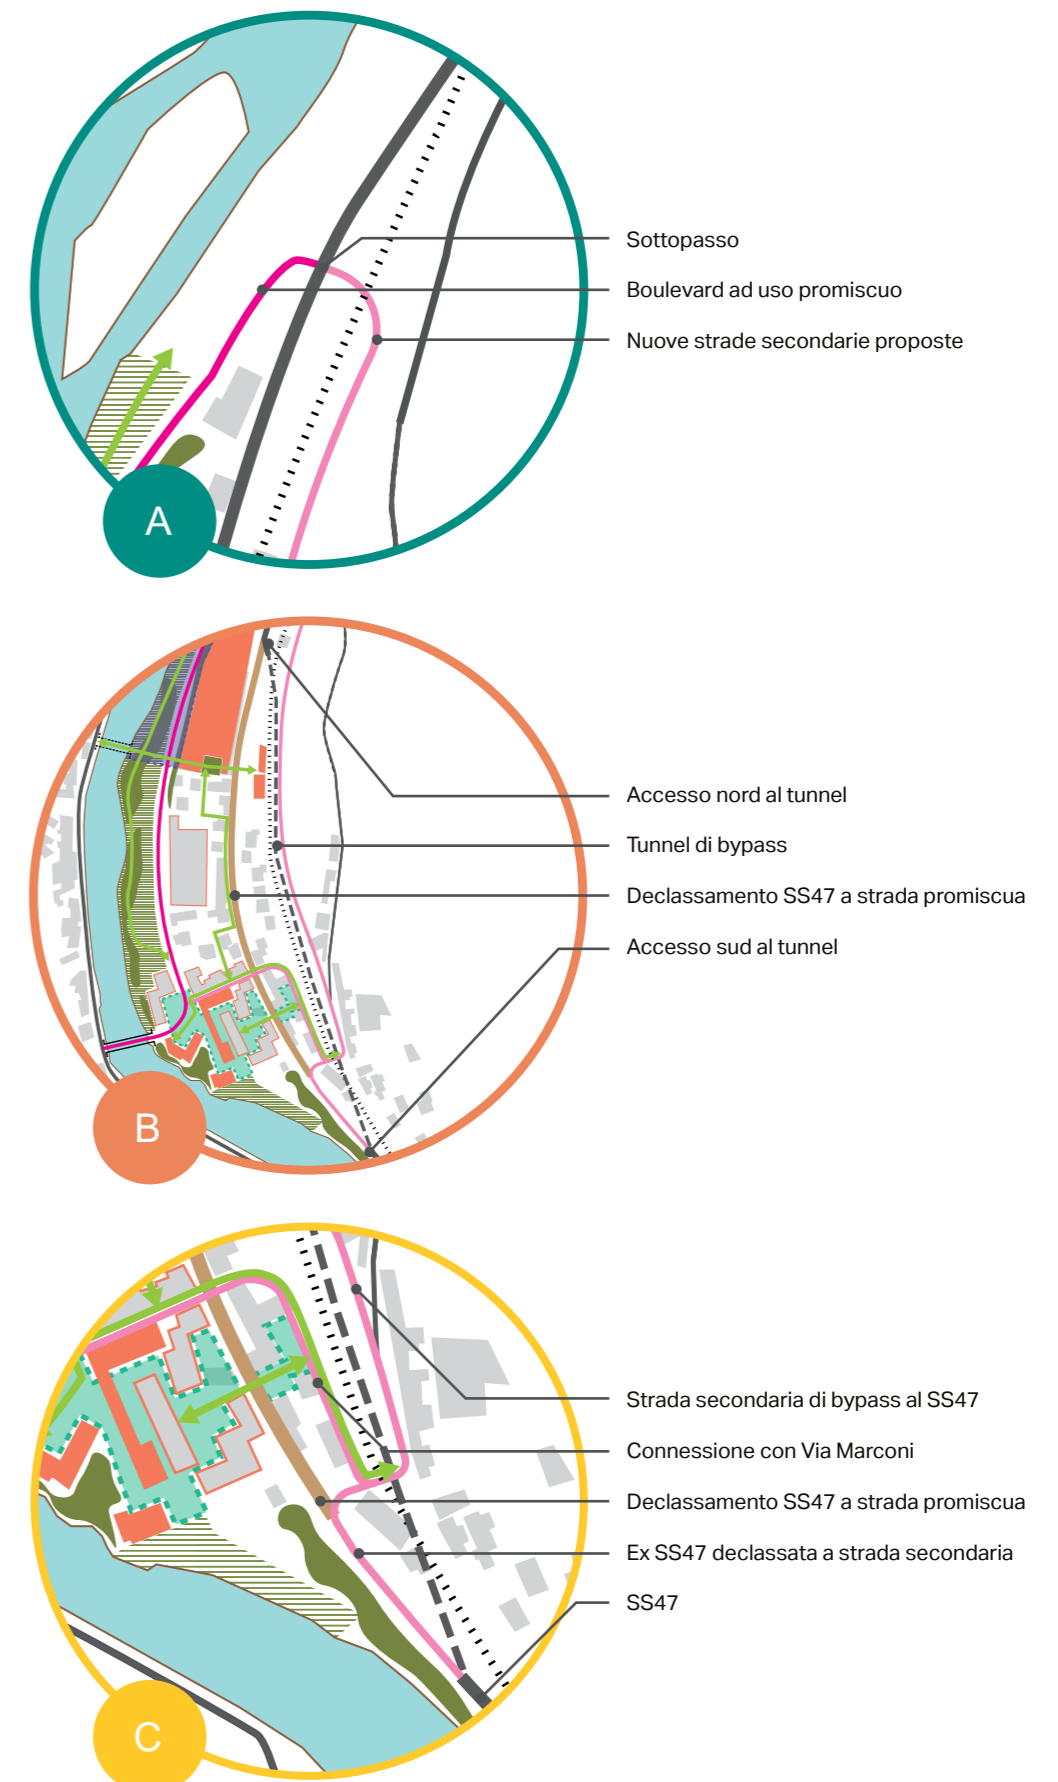 Sottopasso
Boulevard ad uso promiscuo
Nuove strade secondarie proposte
A
Accesso nord al tunnel
Tunnel di bypass
Declassamento SS47 a strada promiscua
Accesso sud al tunnel
B
Strada secondaria di bypass al SS47
Connessione con Via Marconi
Declassamento SS47 a strada promiscua
Ex SS47 declassata a strada secondaria
SS47
C